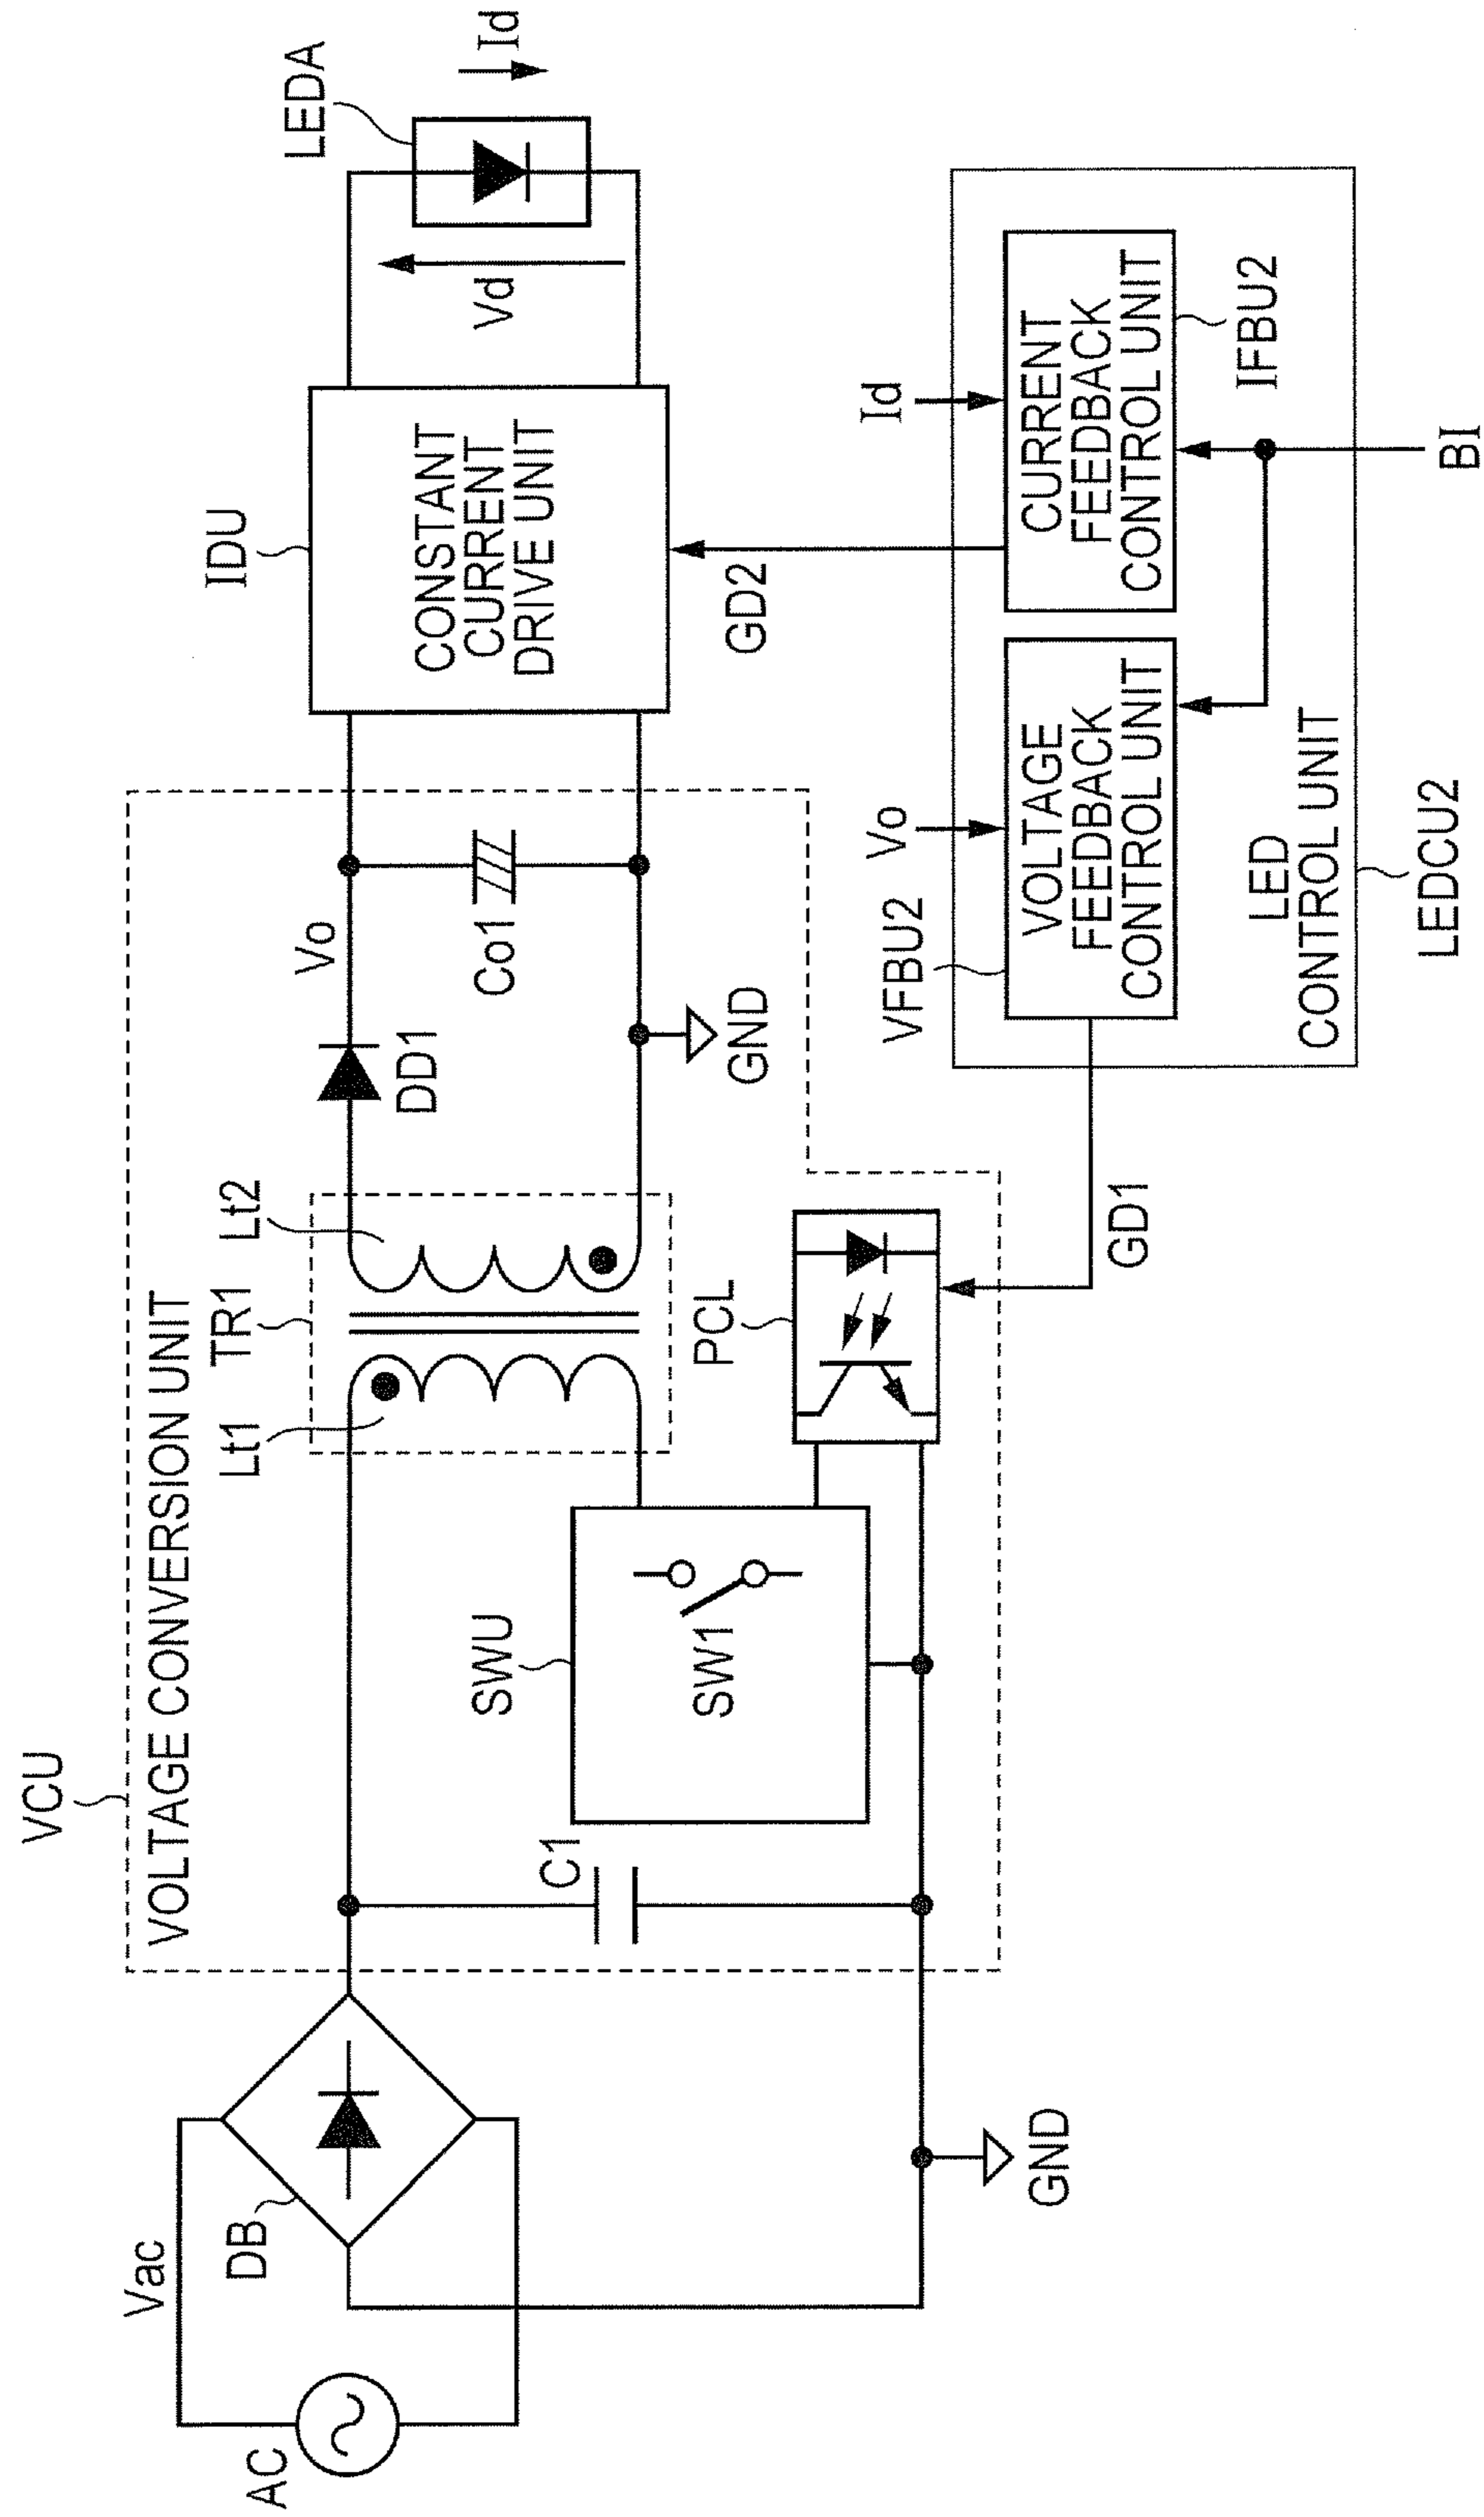 VCU
VOLTAGE CONVERSION UNIT
AC
Vac
DB
GND
C1
SWU
SW1
TR1
Lt1
Lt2
PCL
DD1
Vo
Co1
GND
IDU
CONSTANT
CURRENT
DRIVE UNIT
LEDA
Id
Vd
GD1
GD2
VFBU2
Vo
VOLTAGE
FEEDBACK
CONTROL UNIT
Id
CURRENT
FEEDBACK
CONTROL UNIT
IFBU2
LED
CONTROL UNIT
LEDCU2
BI